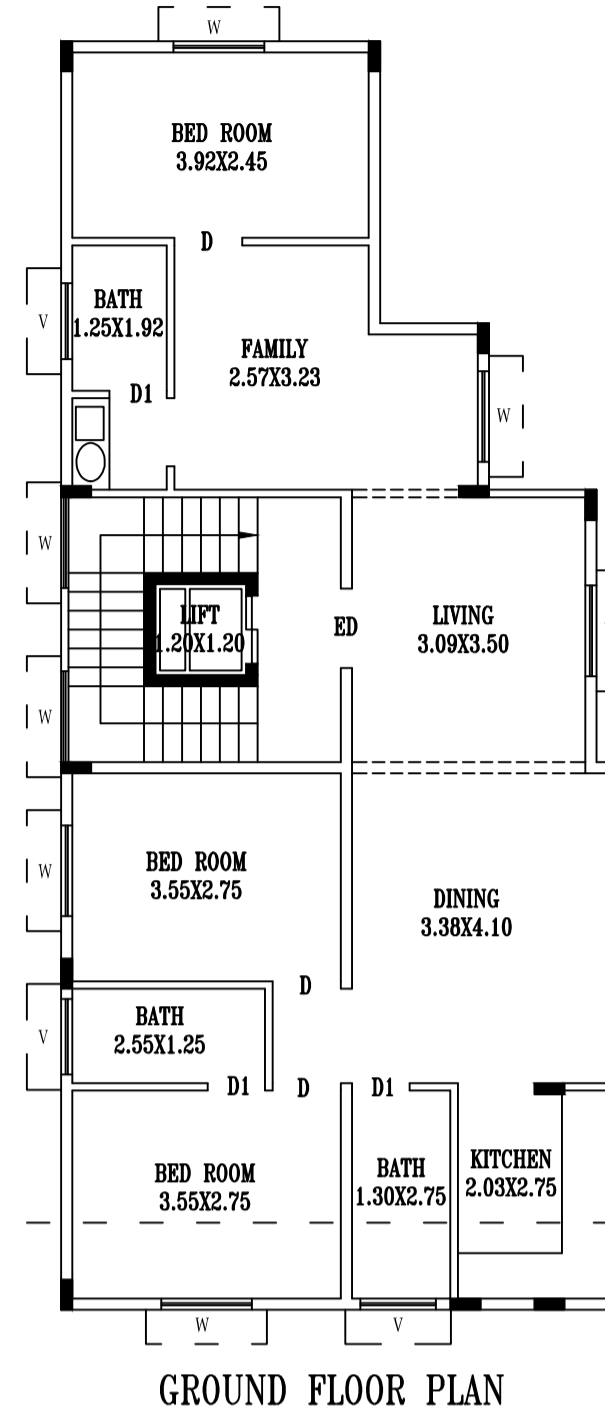 W
BED ROOM
3.92X2.45
D
BATH
1.25X1.92
V
FAMILY
2.57X3.23
D1
W
W
LIFT
1.20X1.20
ED
LIVING
3.09X3.50
W
W
BED ROOM
3.55X2.75
DINING
3.38X4.10
D
BATH
2.55X1.25
V
D1
D
D1
BED ROOM
3.55X2.75
BATH
1.30X2.75
KITCHEN
2.03X2.75
W
V
GROUND FLOOR PLAN